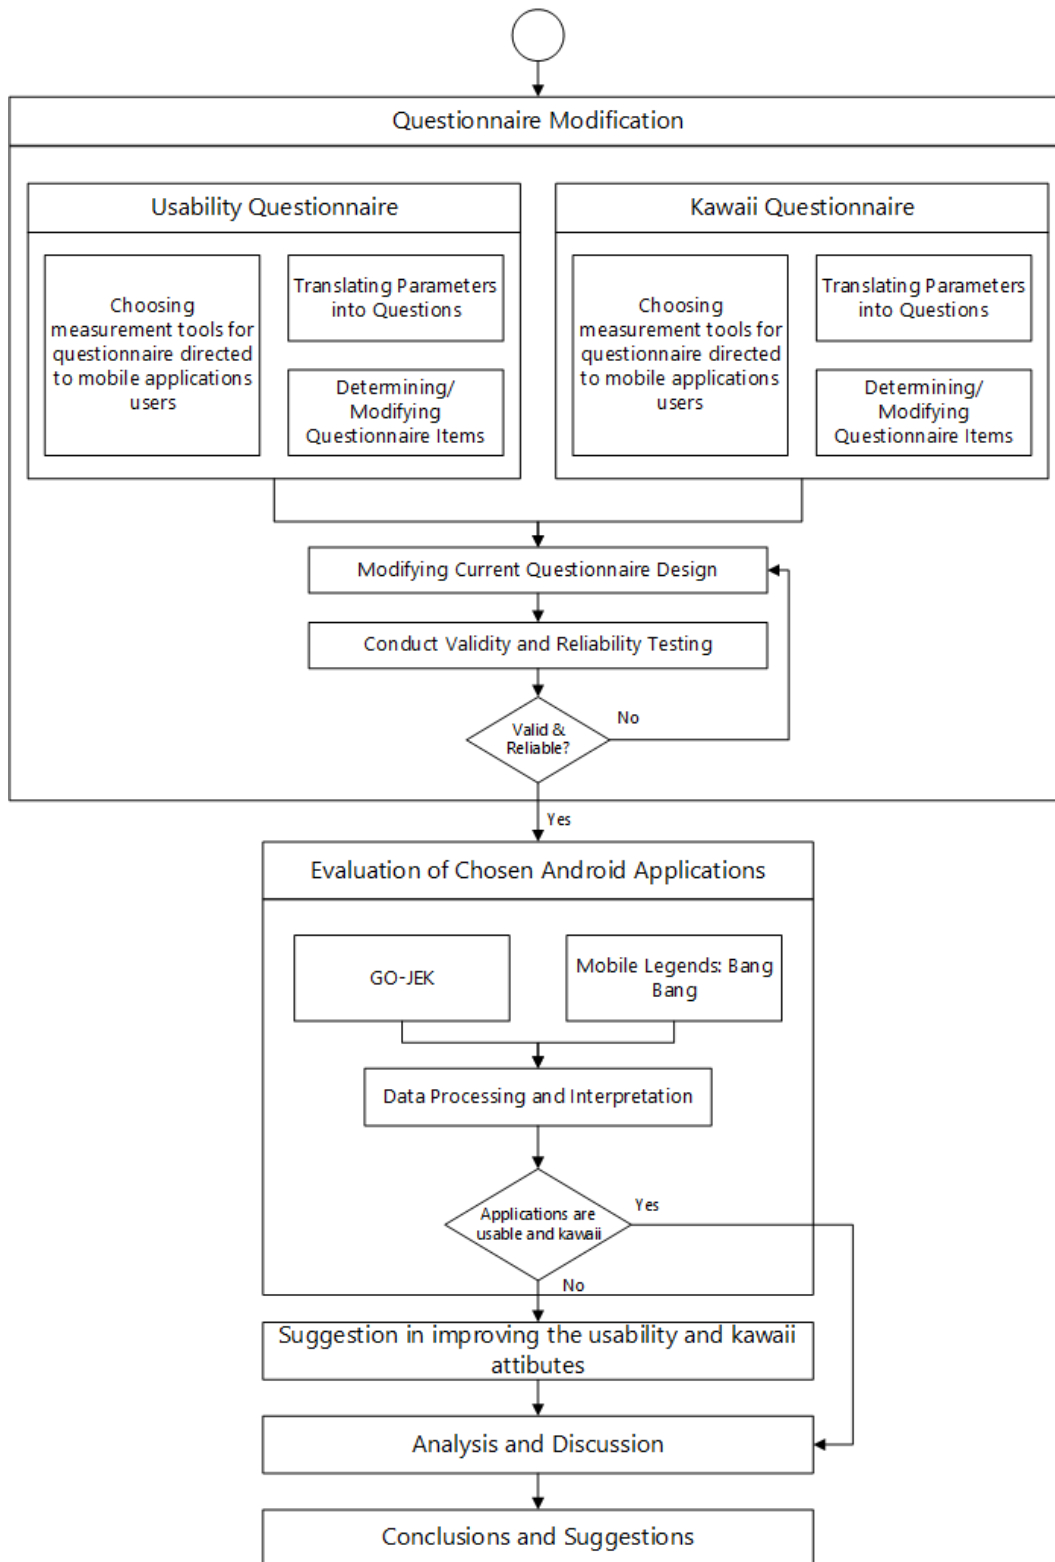 Questionnaire Modification
Usability Questionnaire
Choosing
measurement tools for
questionnaire directed
to mobile applications
users
Translating Parameters
into Questions
Determining/
Modifying
Questionnaire Items
Kawaii Questionnaire
Choosing
measurement tools for
questionnaire directed
to mobile applications
users
Translating Parameters
into Questions
Determining/
Modifying
Questionnaire Items
Modifying Current Questionnaire Design
Conduct Validity and Reliability Testing
Valid &
Reliable?
No
Yes
Evaluation of Chosen Android Applications
GO-JEK
Mobile Legends: Bang
Bang
Data Processing and Interpretation
Applications are
usable and kawaii
Yes
No
Suggestion in improving the usability and kawaii
attibutes
Analysis and Discussion
Conclusions and Suggestions